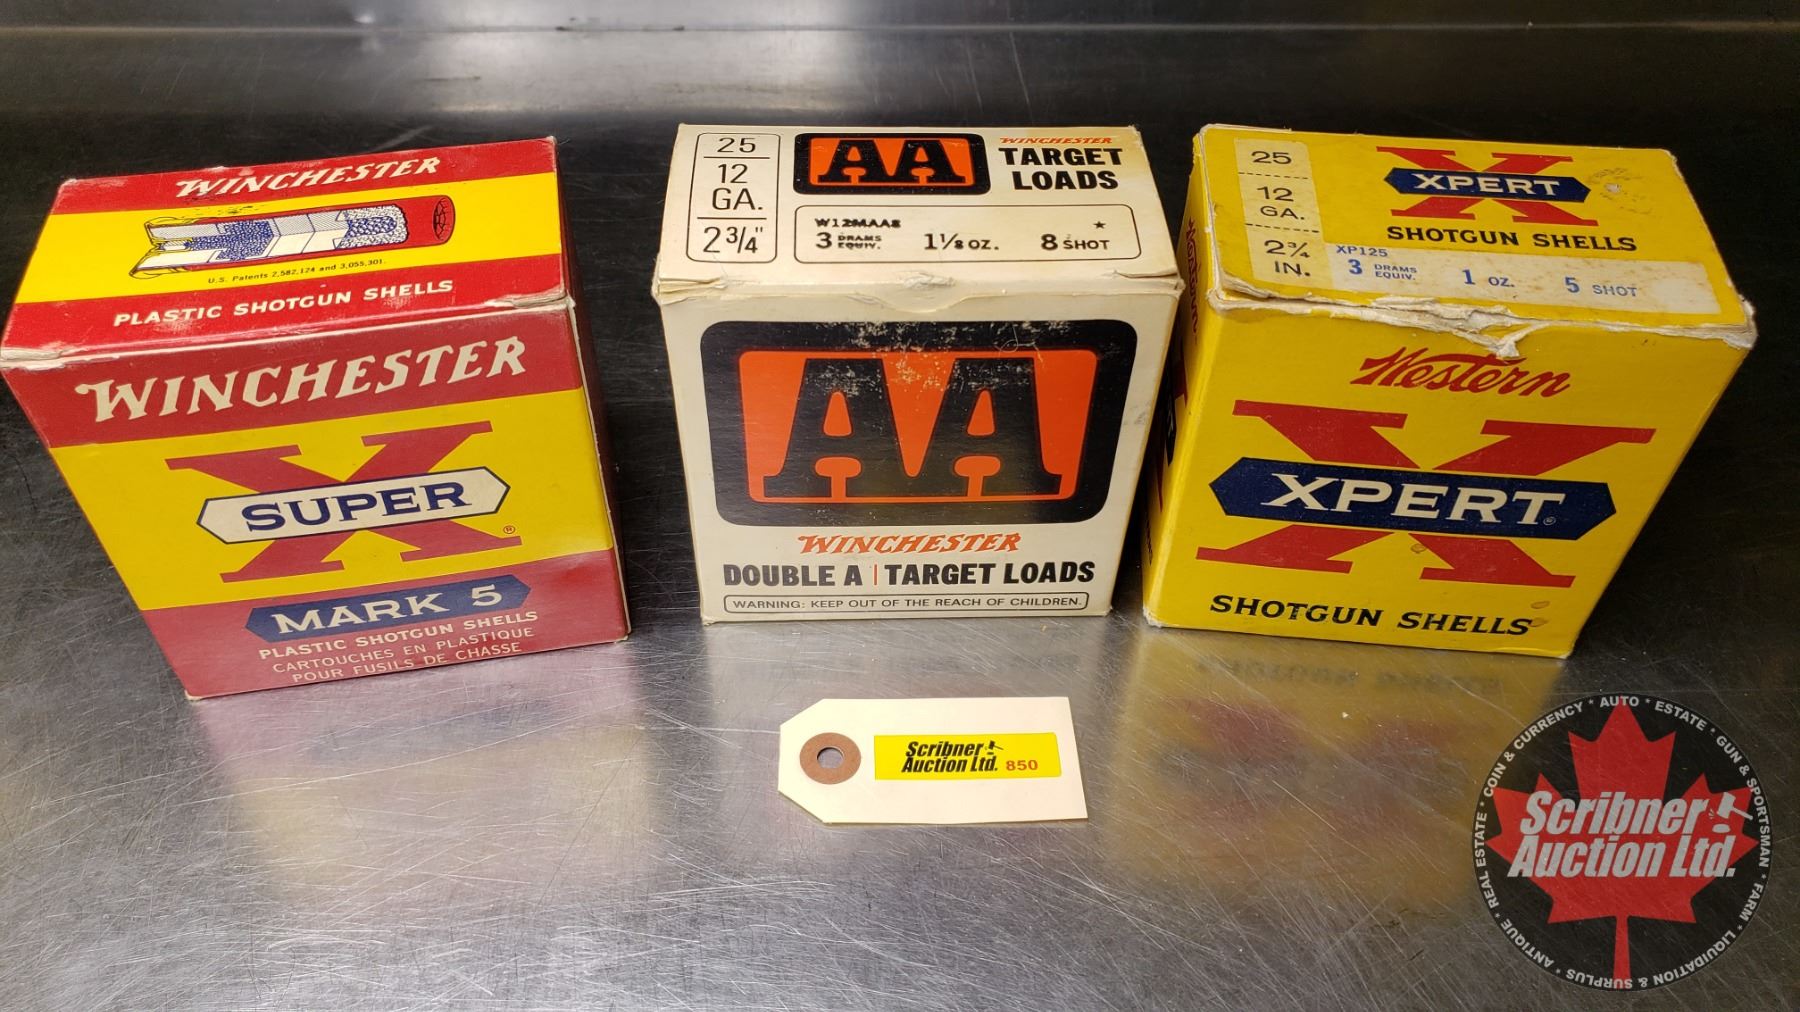 WINCHESTER
U.S. Patents 2,582,124 and 3,055,301.
PLASTIC SHOTGUN SHELLS
WINCHESTER
SUPER
X
®
MARK 5
PLASTIC SHOTGUN SHELLS
CARTOUCHES EN PLASTIQUE
POUR FUSILS DE CHASSE
25
12
GA.
2 3/4"
AA
WINCHESTER
TARGET
LOADS
W12MAA8
3 DRAMS EQUIV. 1 1/8 OZ. 8 SHOT
AA
WINCHESTER
DOUBLE A | TARGET LOADS
WARNING: KEEP OUT OF THE REACH OF CHILDREN.
25
12
GA.
2 3/4
IN.
X
XPERT
SHOTGUN SHELLS
XP125
3 DRAMS EQUIV. 1 OZ. 5 SHOT
Western
X
XPERT®
SHOTGUN SHELLS
Scribner
Auction Ltd. 850
Scribner
Auction Ltd.
REAL ESTATE * COIN & CURRENCY * AUTO * ESTATE * GUN & SPORTSMAN * FARM * LIQUIDATION & SURPLUS * ANTIQUE *